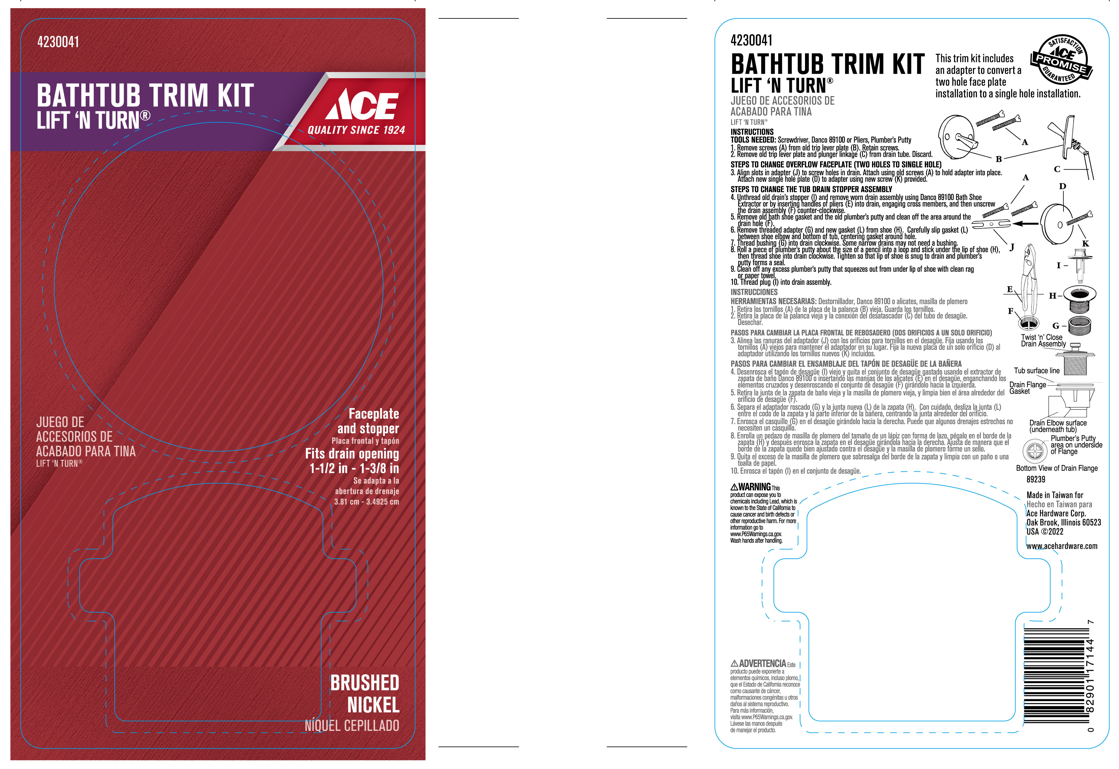 4230041
BATHTUB TRIM KIT
LIFT ‘N TURN®
ACE
QUALITY SINCE 1924
JUEGO DE
ACCESORIOS DE
ACABADO PARA TINA
LIFT ‘N TURN®
Faceplate
and stopper
Placa frontal y tapón
Fits drain opening
1-1/2 in - 1-3/8 in
Se adapta a la
abertura de drenaje
3.81 cm - 3.4925 cm
BRUSHED
NICKEL
NÍQUEL CEPILLADO
4230041
BATHTUB TRIM KIT
LIFT ‘N TURN®
JUEGO DE ACCESORIOS DE
ACABADO PARA TINA
LIFT ‘N TURN®
This trim kit includes
an adapter to convert a
two hole face plate
installation to a single hole installation.
SATISFACTION
ACE
PROMISE
GUARANTEED
INSTRUCTIONS
TOOLS NEEDED: Screwdriver, Danco 89100 or Pliers, Plumber's Putty
1. Remove screws (A) from old trip lever plate (B). Retain screws.
2. Remove old trip lever plate and plunger linkage (C) from drain tube. Discard.
STEPS TO CHANGE OVERFLOW FACEPLATE (TWO HOLES TO SINGLE HOLE)
3. Align slots in adapter (J) to screw holes in drain. Attach using old screws (A) to hold adapter into place.
Attach new single hole plate (D) to adapter using new screw (K) provided.
STEPS TO CHANGE THE TUB DRAIN STOPPER ASSEMBLY
4. Unthread old drain's stopper (I) and remove worn drain assembly using Danco 89100 Bath Shoe
Extractor or by inserting handles of pliers (E) into drain, engaging cross members, and then unscrew
the drain assembly (F) counter-clockwise.
5. Remove old bath shoe gasket and the old plumber's putty and clean off the area around the
drain hole (F).
6. Remove threaded adapter (G) and new gasket (L) from shoe (H). Carefully slip gasket (L)
between shoe elbow and bottom of tub, centering gasket around hole.
7. Thread bushing (G) into drain clockwise. Some narrow drains may not need a bushing.
8. Roll a piece of plumber's putty about the size of a pencil into a loop and stick under the lip of shoe (H),
then thread shoe into drain clockwise. Tighten so that lip of shoe is snug to drain and plumber's
putty forms a seal.
9. Clean off any excess plumber's putty that squeezes out from under lip of shoe with clean rag
or paper towel.
10. Thread plug (I) into drain assembly.
INSTRUCCIONES
HERRAMIENTAS NECESARIAS: Destornillador, Danco 89100 o alicates, masilla de plomero
1. Retira los tornillos (A) de la placa de la palanca (B) vieja. Guarda los tornillos.
2. Retira la placa de la palanca vieja y la conexión del desatascador (C) del tubo de desagüe.
Desechar.
PASOS PARA CAMBIAR LA PLACA FRONTAL DE REBOSADERO (DOS ORIFICIOS A UN SOLO ORIFICIO)
3. Alinea las ranuras del adaptador (J) con los orificios para tornillos en el desagüe. Fija usando los
tornillos (A) viejos para mantener el adaptador en su lugar. Fija la nueva placa de un solo orificio (D) al
adaptador utilizando los tornillos nuevos (K) incluidos.
PASOS PARA CAMBIAR EL ENSAMBLAJE DEL TAPÓN DE DESAGÜE DE LA BAÑERA
4. Desenrosca el tapón de desagüe (I) viejo y quita el conjunto de desagüe gastado usando el extractor de
zapata de baño Danco 89100 o insertando las manijas de los alicates (E) en el desagüe, enganchando los
elementos cruzados y desenroscando el conjunto de desagüe (F) girándolo hacia la izquierda.
5. Retira la junta de la zapata de baño vieja y la masilla de plomero vieja, y limpia bien el área alrededor del
orificio de desagüe (F).
6. Separa el adaptador roscado (G) y la junta nueva (L) de la zapata (H). Con cuidado, desliza la junta (L)
entre el codo de la zapata y la parte inferior de la bañera, centrando la junta alrededor del orificio.
7. Enrosca el casquillo (G) en el desagüe girándolo hacia la derecha. Puede que algunos drenajes estrechos no
necesiten un casquillo.
8. Enrolla un pedazo de masilla de plomero del tamaño de un lápiz con forma de lazo, pégalo en el borde de la
zapata (H) y después enrosca la zapata en el desagüe girándola hacia la derecha. Ajusta de manera que el
borde de la zapata quede bien ajustado contra el desagüe y la masilla de plomero forme un sello.
9. Quita el exceso de la masilla de plomero que sobresalga del borde de la zapata y limpia con un paño o una
toalla de papel.
10. Enrosca el tapón (I) en el conjunto de desagüe.
A
B
C
A
D
J
K
I
E
H
F
G
Twist 'n' Close
Drain Assembly
Tub surface line
Drain Flange
Gasket
Drain Elbow surface
(underneath tub)
Plumber's Putty
area on underside
of Flange
Bottom View of Drain Flange
89239
Made in Taiwan for
Hecho en Taiwán para
Ace Hardware Corp.
Oak Brook, Illinois 60523
USA ©2022
www.acehardware.com
⚠WARNING This
product can expose you to
chemicals including Lead, which is
known to the State of California to
cause cancer and birth defects or
other reproductive harm. For more
information go to
www.P65Warnings.ca.gov.
Wash hands after handling.
⚠ADVERTENCIA Este
producto puede exponerte a
elementos químicos, incluso plomo,
que el Estado de California reconoce
como causante de cáncer,
malformaciones congénitas u otros
daños al sistema reproductivo.
Para más información,
visita www.P65Warnings.ca.gov.
Lávese las manos después
de manejar el producto.
0 82901 17144 7